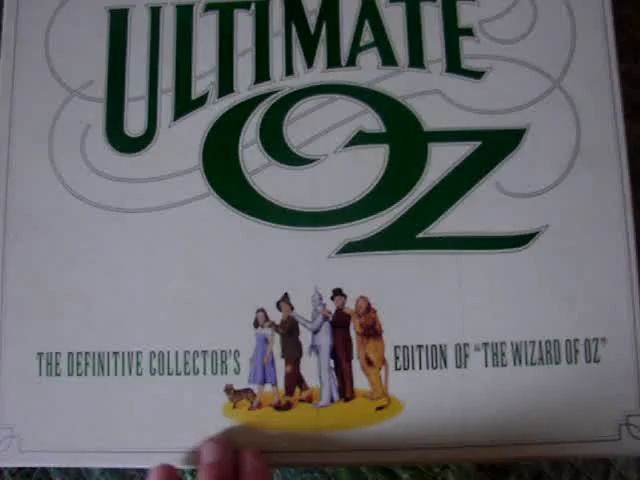 ULTIMATE
OZ
THE DEFINITIVE COLLECTOR'S EDITION OF "THE WIZARD OF OZ"